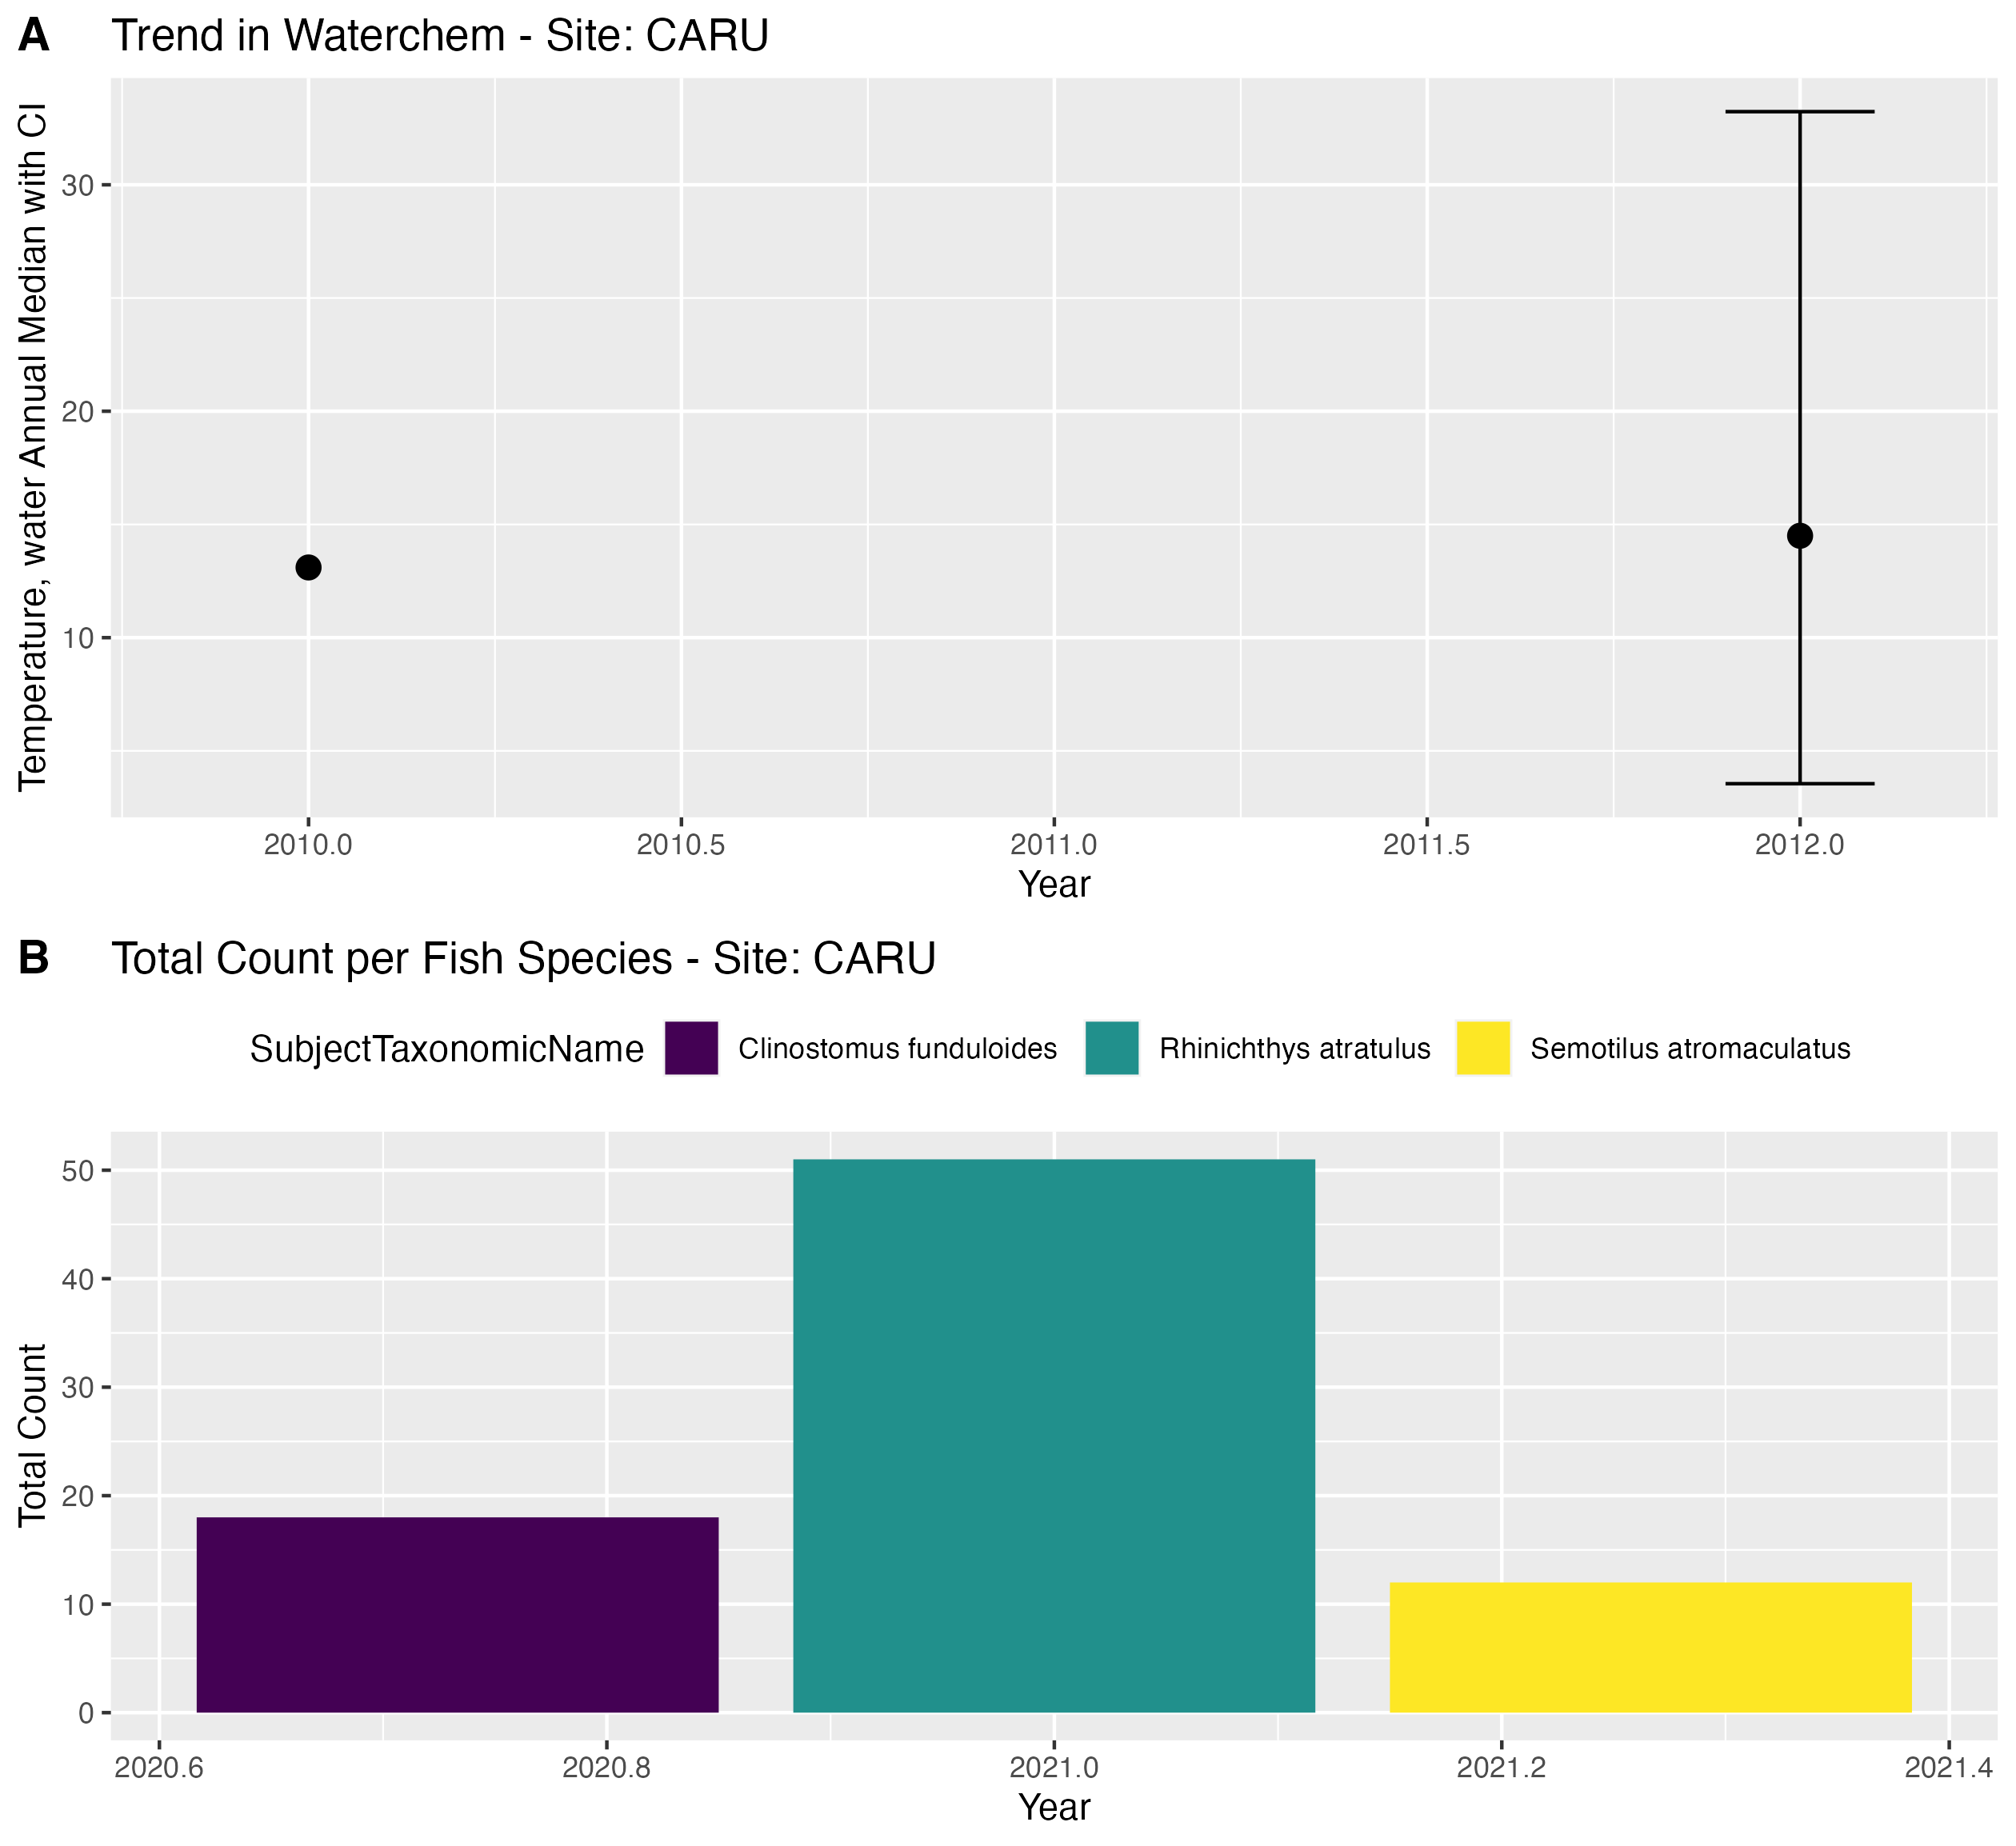 A Trend in Waterchem - Site: CARU
Temperature, water Annual Median with CI
30
20
10
2010.0 2010.5 2011.0 2011.5 2012.0
Year
B Total Count per Fish Species - Site: CARU
SubjectTaxonomicName Clinostomus funduloides Rhinichthys atratulus Semotilus atromaculatus
Total Count
50
40
30
20
10
0
2020.6 2020.8 2021.0 2021.2 2021.4
Year